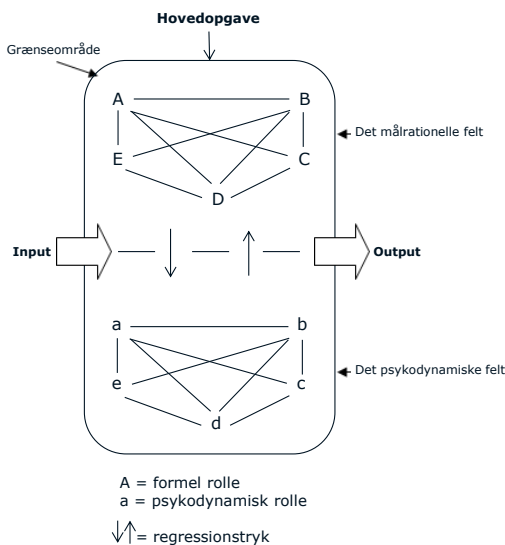 Hovedopgave
Grænseområde
A B
Det målrationelle felt
E C
D
Input Output
a b
Det psykodynamiske felt
e c
d
A = formel rolle
a = psykodynamisk rolle
= regressionstryk